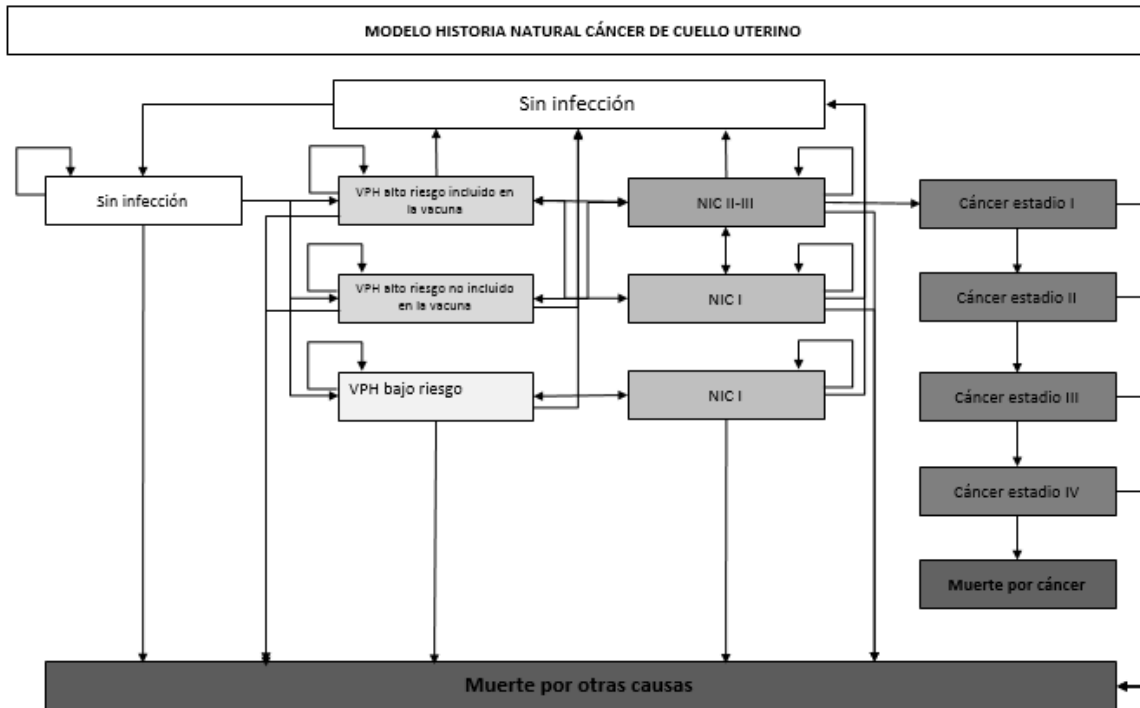 MODELO HISTORIA NATURAL CÁNCER DE CUELLO UTERINO
Sin infección
Sin infección
VPH alto riesgo incluido en
la vacuna
NIC II-III
Cáncer estadio I
VPH alto riesgo no incluido
en la vacuna
NIC I
Cáncer estadio II
VPH bajo riesgo
NIC I
Cáncer estadio III
Cáncer estadio IV
Muerte por cáncer
Muerte por otras causas